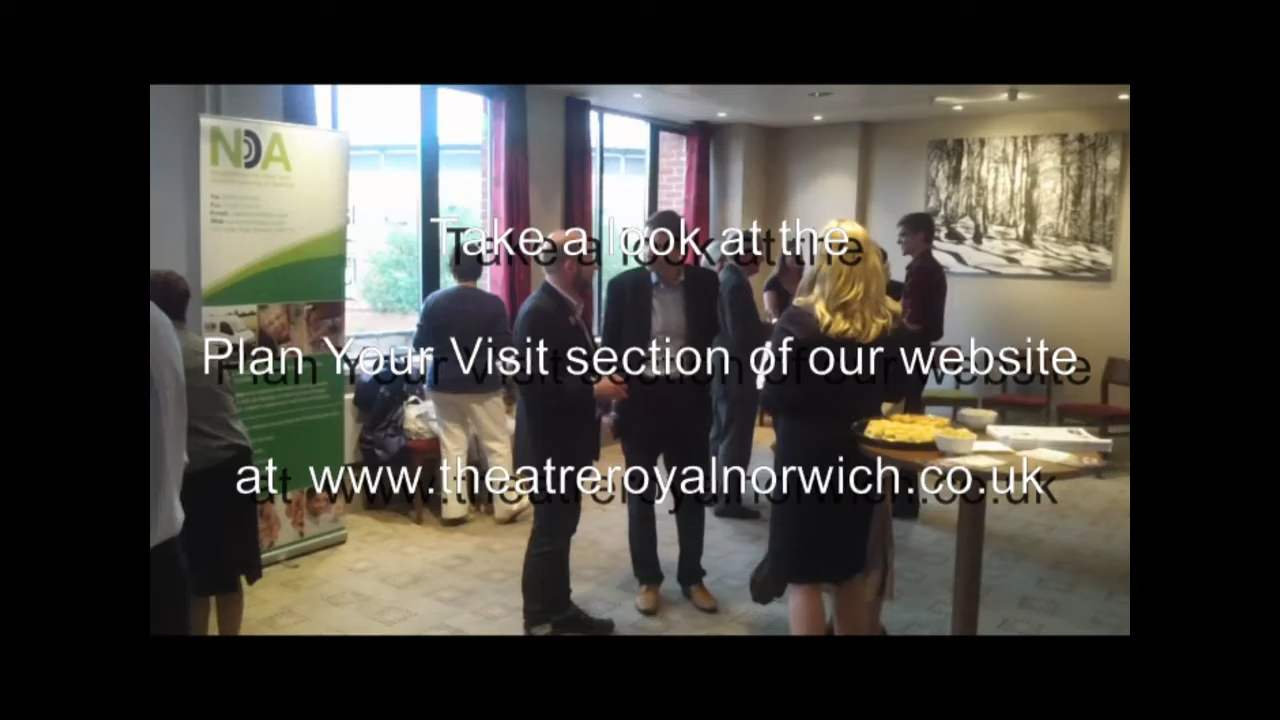 NDA
Take a look at the
Plan Your Visit section of our website
at www.theatreroyalnorwich.co.uk